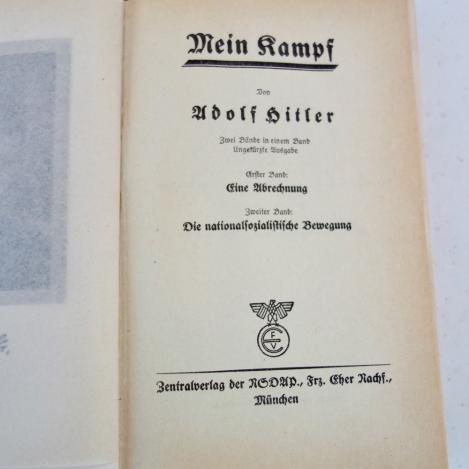 Mein Kampf
Von
Adolf Hitler
Zwei Bände in einem Band
Ungekürzte Ausgabe
Erster Band:
Eine Abrechnung
Zweiter Band:
Die nationalsozialistische Bewegung
F
E
V
Zentralverlag der NSDAP., Frz. Eher Nachf.,
München